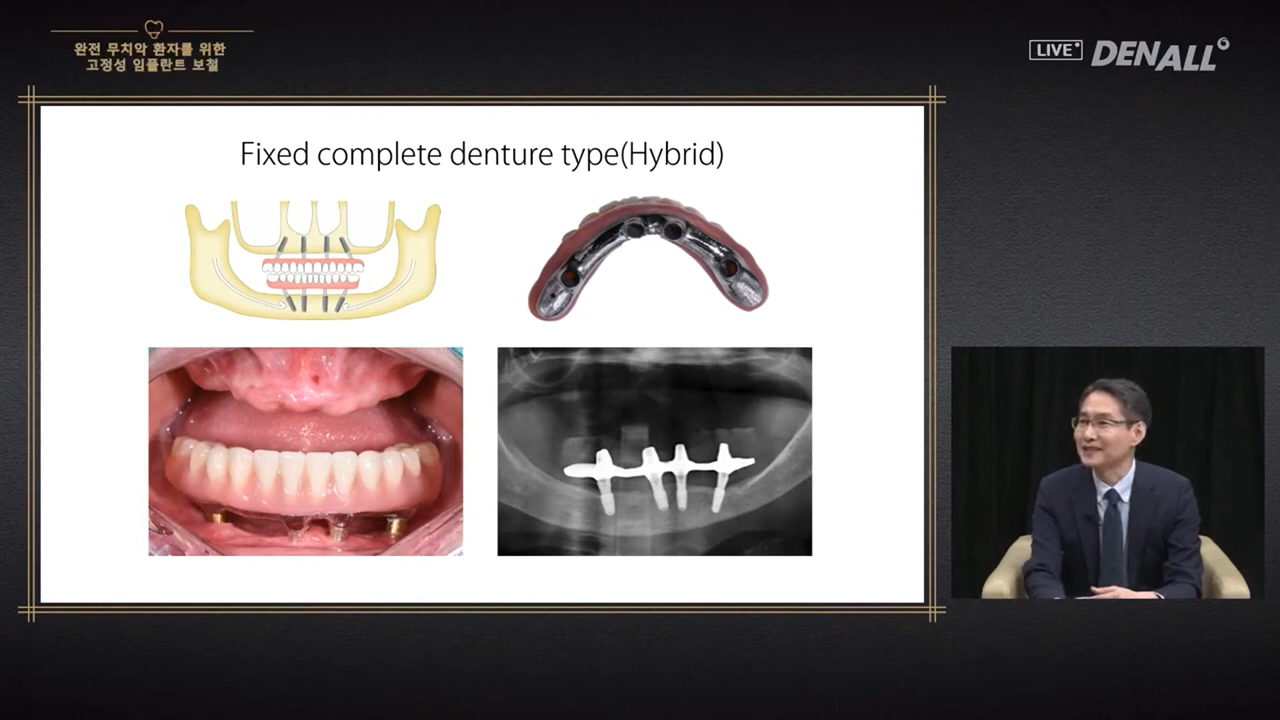 완전 무치악 환자를 위한
고정성 임플란트 보철
LIVE
DENALL
Fixed complete denture type(Hybrid)